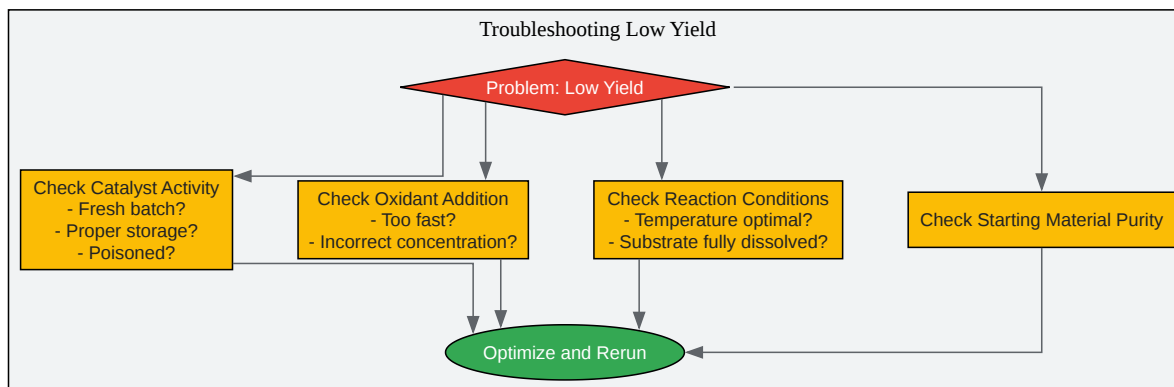 Troubleshooting Low Yield
Problem: Low Yield
Check Catalyst Activity
- Fresh batch?
- Proper storage?
- Poisoned?
Check Oxidant Addition
- Too fast?
- Incorrect concentration?
Check Reaction Conditions
- Temperature optimal?
- Substrate fully dissolved?
Check Starting Material Purity
Optimize and Rerun